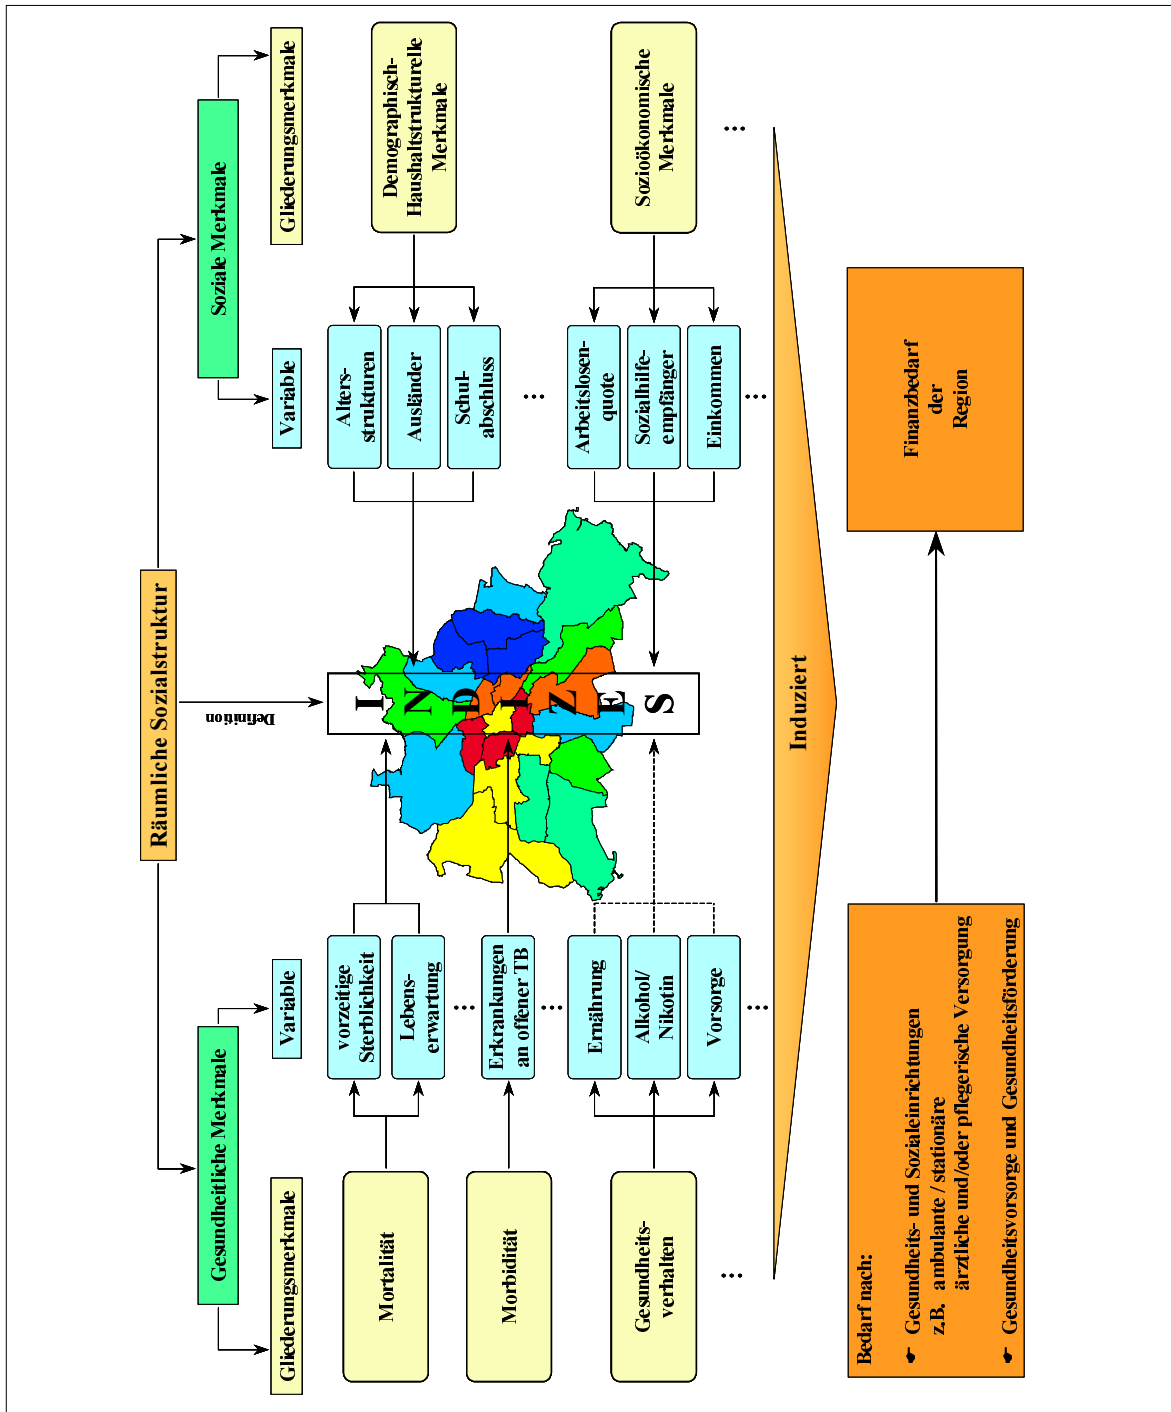 Räumliche Sozialstruktur
Gesundheitliche Merkmale
Soziale Merkmale
Gliederungsmerkmale
Variable
Variable
Gliederungsmerkmale
Definition
Mortalität
vorzeitige
Sterblichkeit
Lebens-
erwartung
...
Morbidität
Erkrankungen
an offener TB
...
Gesundheits-
verhalten
Ernährung
Alkohol/
Nikotin
Vorsorge
...
...
I
N
D
I
Z
E
S
Alters-
strukturen
Ausländer
Schul-
abschluss
...
Demographisch-
Haushaltstrukturelle
Merkmale
Arbeitslosen-
quote
Sozialhilfe-
empfänger
Einkommen
...
Sozioökonomische
Merkmale
...
Induziert
Bedarf nach:
☛ Gesundheits- und Sozialeinrichtungen
z.B. ambulante / stationäre
ärztliche und/oder pflegerische Versorgung
☛ Gesundheitsvorsorge und Gesundheitsförderung
Finanzbedarf
der
Region